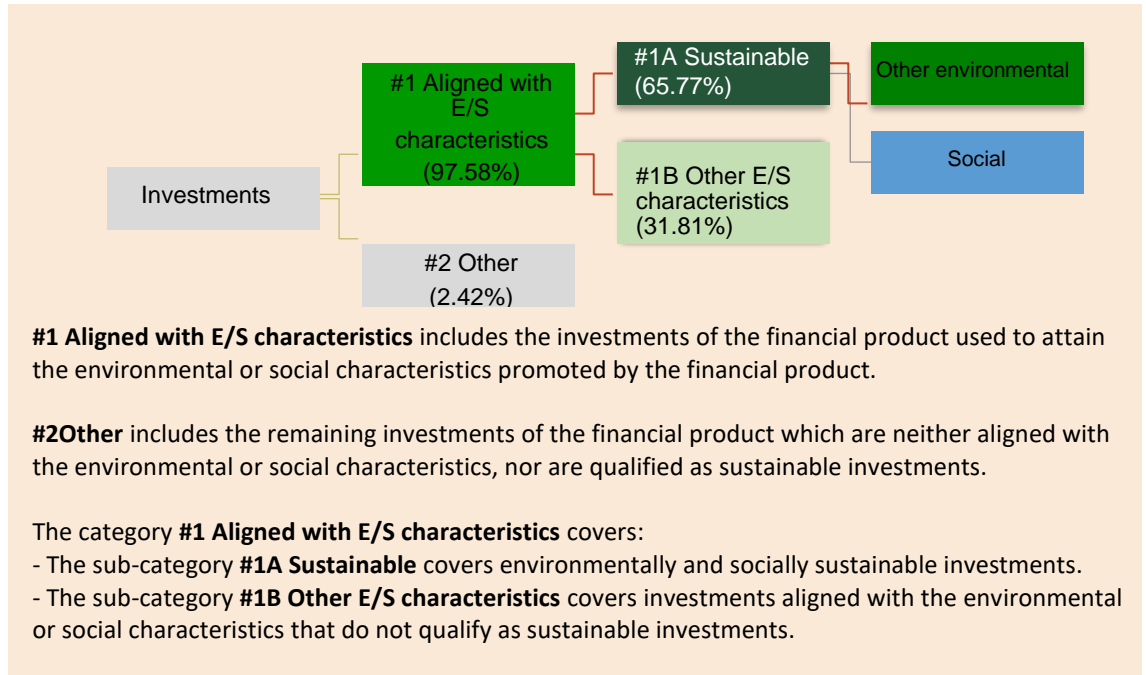 Investments
#1 Aligned with
E/S
characteristics
(97.58%)
#2 Other
(2.42%)
#1A Sustainable
(65.77%)
#1B Other E/S
characteristics
(31.81%)
Other environmental
Social
#1 Aligned with E/S characteristics includes the investments of the financial product used to attain
the environmental or social characteristics promoted by the financial product.
#2Other includes the remaining investments of the financial product which are neither aligned with
the environmental or social characteristics, nor are qualified as sustainable investments.
The category #1 Aligned with E/S characteristics covers:
- The sub-category #1A Sustainable covers environmentally and socially sustainable investments.
- The sub-category #1B Other E/S characteristics covers investments aligned with the environmental
or social characteristics that do not qualify as sustainable investments.